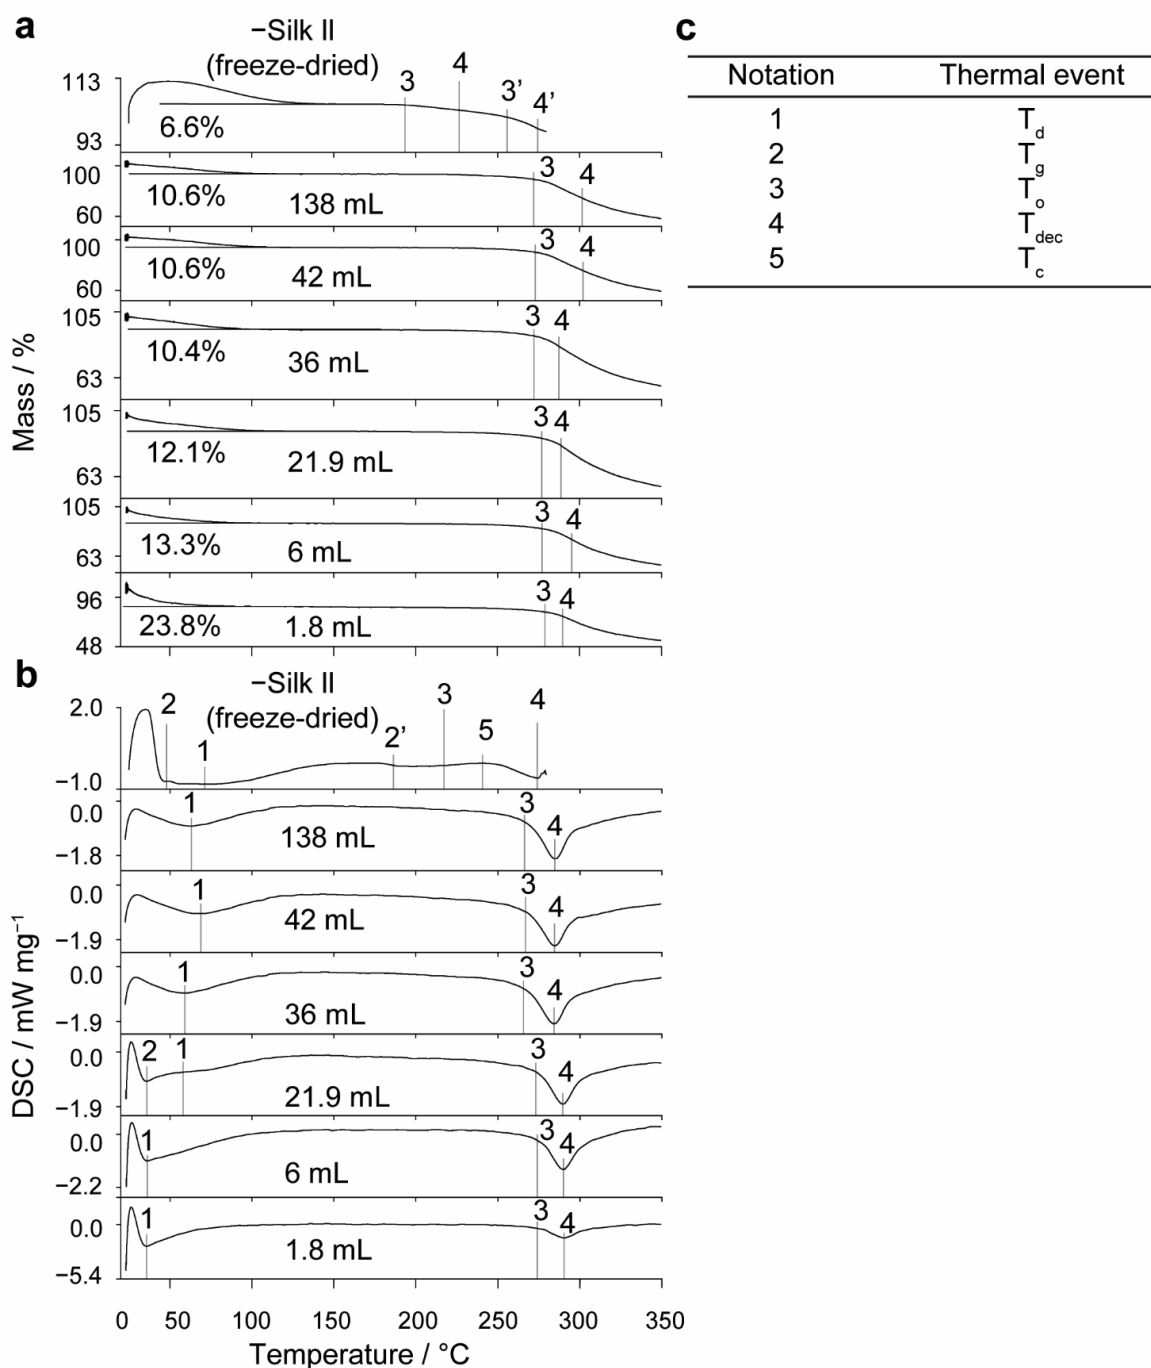 a
−Silk II
(freeze-dried)
113
93
6.6%
3 4 3’ 4’
100
60
10.6% 138 mL 3 4
100
60
10.6% 42 mL 3 4
105
63
10.4% 36 mL 3 4
105
63
12.1% 21.9 mL 3 4
105
63
13.3% 6 mL 3 4
96
48
23.8% 1.8 mL 3 4
Mass / %
b
−Silk II
(freeze-dried)
2.0
−1.0
2 1 2’ 3 5 4
0.0
−1.8
1 138 mL 3 4
0.0
−1.9
1 42 mL 3 4
0.0
−1.9
1 36 mL 3 4
0.0
−1.9
2 1 21.9 mL 3 4
0.0
−2.2
1 6 mL 3 4
0.0
−5.4
1 1.8 mL 3 4
DSC / mW mg⁻¹
0 50 100 150 200 250 300 350
Temperature / °C
c
Notation Thermal event
1 T_d
2 T_g
3 T_o
4 T_dec
5 T_c